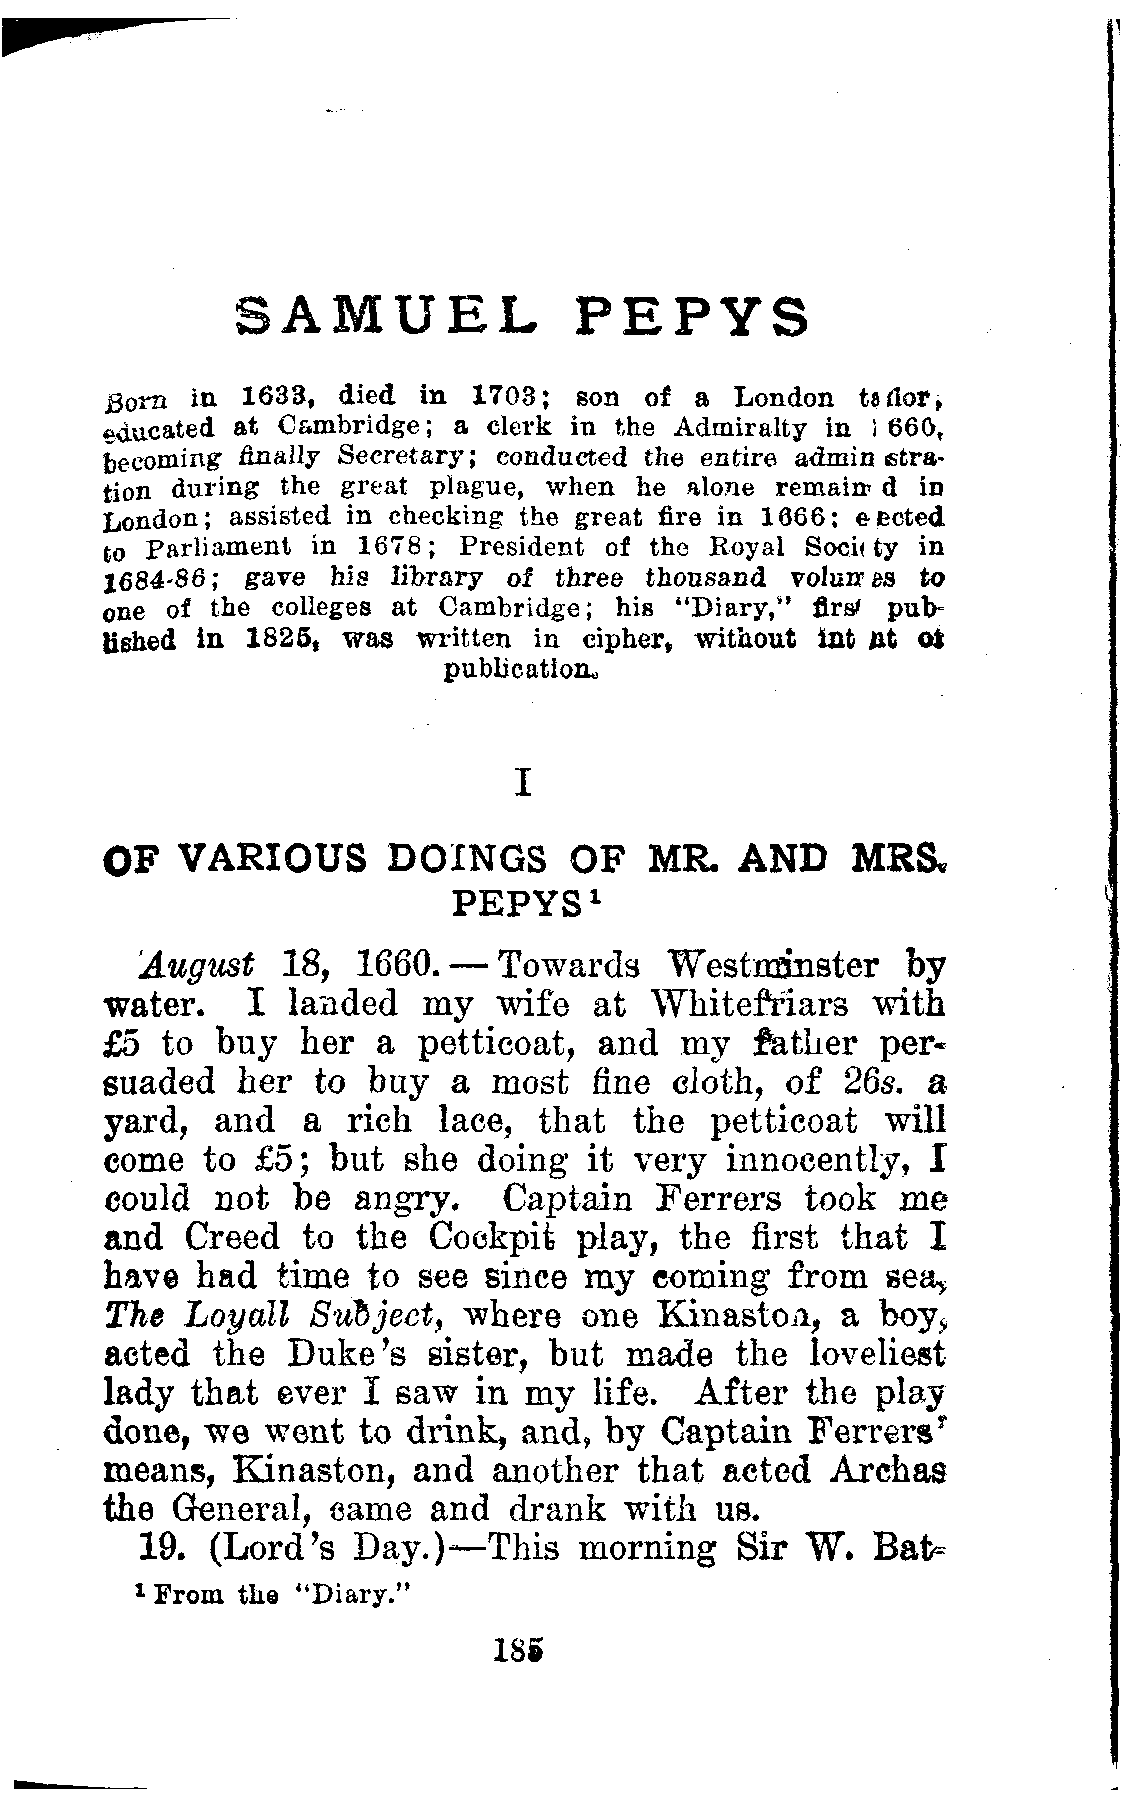 SAMUEL PEPYS
Born in 1633, died in 1703; son of a London tailor,
educated at Cambridge; a clerk in the Admiralty in 1660,
becoming finally Secretary; conducted the entire administra-
tion during the great plague, when he alone remained in
London; assisted in checking the great fire in 1666; elected
to Parliament in 1678; President of the Royal Society in
1684-86; gave his library of three thousand volumes to
one of the colleges at Cambridge; his "Diary," first pub-
lished in 1825, was written in cipher, without intent of
publication.
I
OF VARIOUS DOINGS OF MR. AND MRS.
PEPYS¹
August 18, 1660.—Towards Westminster by
water. I landed my wife at Whitefriars with
£5 to buy her a petticoat, and my father per-
suaded her to buy a most fine cloth, of 26s. a
yard, and a rich lace, that the petticoat will
come to £5; but she doing it very innocently, I
could not be angry. Captain Ferrers took me
and Creed to the Cockpit play, the first that I
have had time to see since my coming from sea,
The Loyall Subject, where one Kinaston, a boy,
acted the Duke's sister, but made the loveliest
lady that ever I saw in my life. After the play
done, we went to drink, and, by Captain Ferrers'
means, Kinaston, and another that acted Archas
the General, came and drank with us.
19. (Lord's Day.)—This morning Sir W. Bat-
¹ From the "Diary."
185